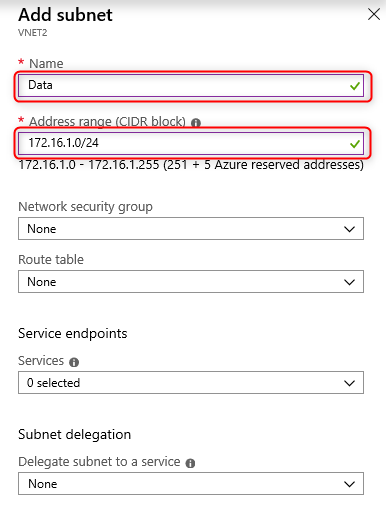 Add subnet
VNET2
* Name
Data
* Address range (CIDR block)
172.16.1.0/24
172.16.1.0 - 172.16.1.255 (251 + 5 Azure reserved addresses)
Network security group
None
Route table
None
Service endpoints
Services
0 selected
Subnet delegation
Delegate subnet to a service
None